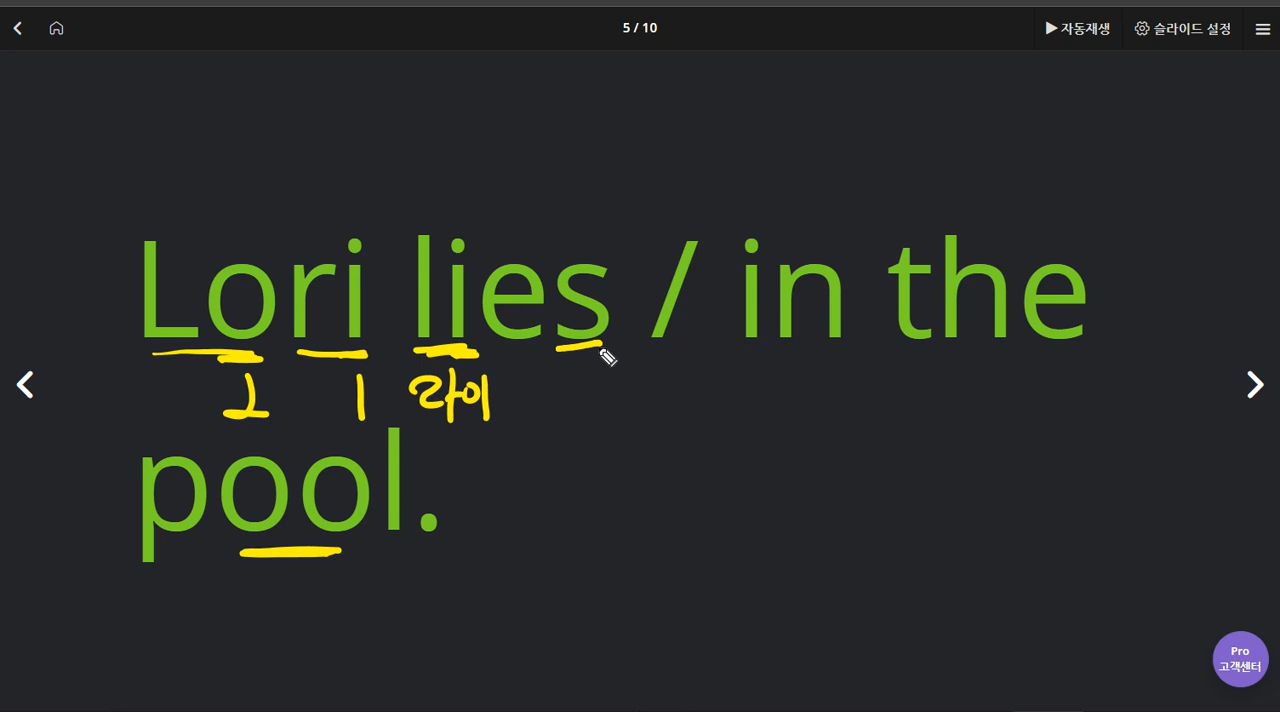 5 / 10
▶ 자동재생
슬라이드 설정
Lori lies / in the
ㅗ ㅣ 라이
pool.
Pro
고객센터